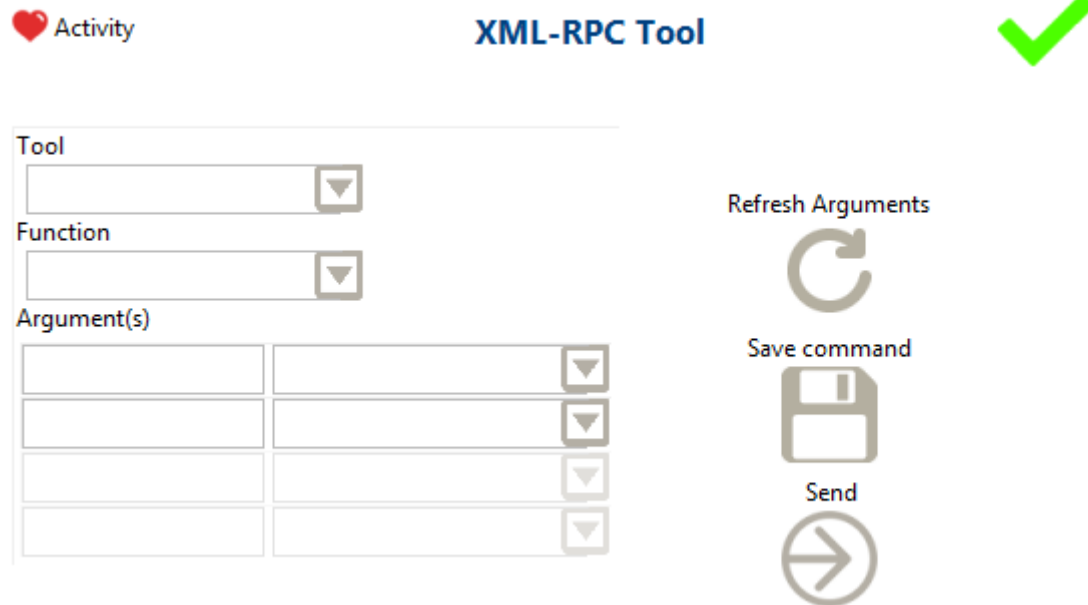 Activity
XML-RPC Tool
Tool
Function
Argument(s)
Refresh Arguments
Save command
Send